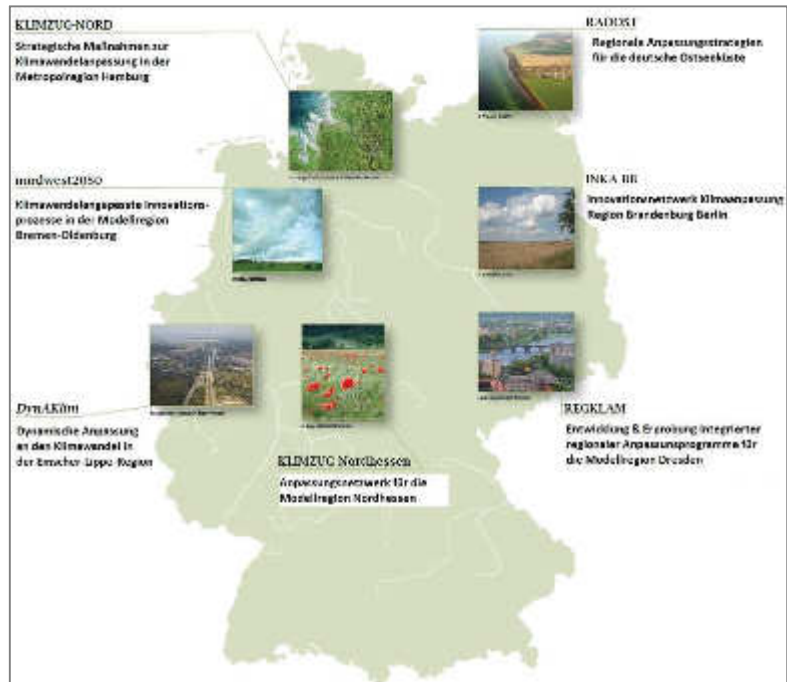 KLIMZUG-NORD
Strategische Maßnahmen zur
Klimawandelanpassung in der
Metropolregion Hamburg
RADOST
Regionale Anpassungsstrategien
für die deutsche Ostseeküste
nordwest2050
Klimawandelangepasste Innovations-
prozesse in der Modellregion
Bremen-Oldenburg
INKA BB
Innovationsnetzwerk Klimaanpassung
Region Brandenburg Berlin
DynAKlim
Dynamische Anpassung
an den Klimawandel in
der Emscher-Lippe-Region
KLIMZUG Nordhessen
Anpassungsnetzwerk für die
Modellregion Nordhessen
REGKLAM
Entwicklung & Erprobung integrierter
regionaler Anpassungsprogramme für
die Modellregion Dresden